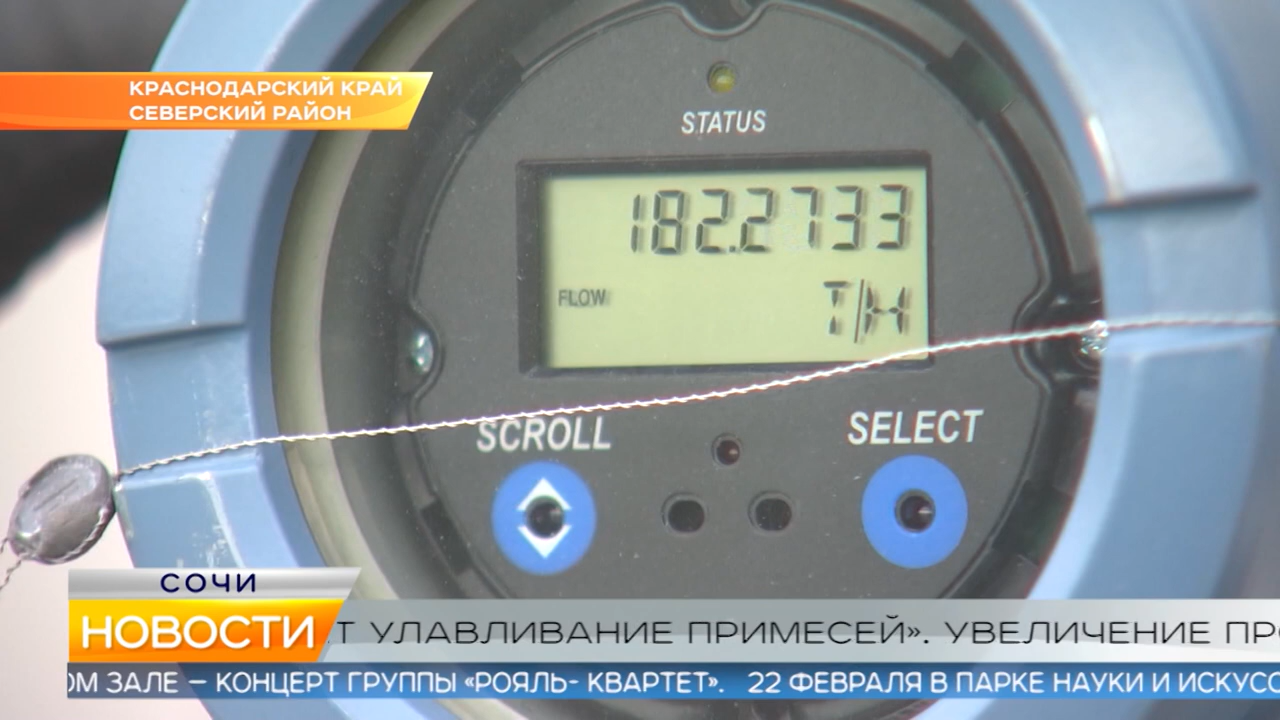 КРАСНОДАРСКИЙ КРАЙ
СЕВЕРСКИЙ РАЙОН
STATUS
182.2733
FLOW
T/H
SCROLL
SELECT
СОЧИ
НОВОСТИ
УЛАВЛИВАНИЕ ПРИМЕСЕЙ». УВЕЛИЧЕНИЕ
ЗАЛЕ – КОНЦЕРТ ГРУППЫ «РОЯЛЬ- КВАРТЕТ». 22 ФЕВРАЛЯ В ПАРКЕ НАУКИ И